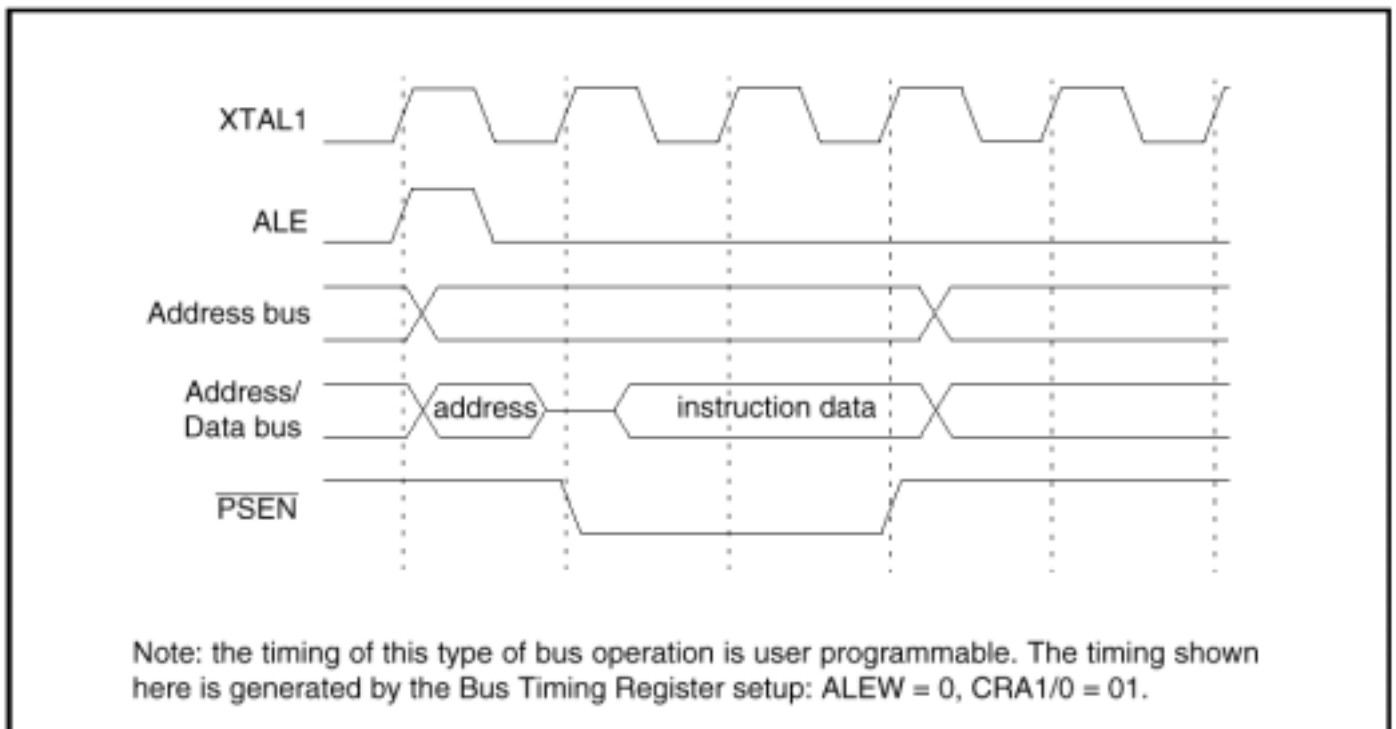 XTAL1
ALE
Address bus
Address/
Data bus
address
instruction data
PSEN
Note: the timing of this type of bus operation is user programmable. The timing shown
here is generated by the Bus Timing Register setup: ALEW = 0, CRA1/0 = 01.